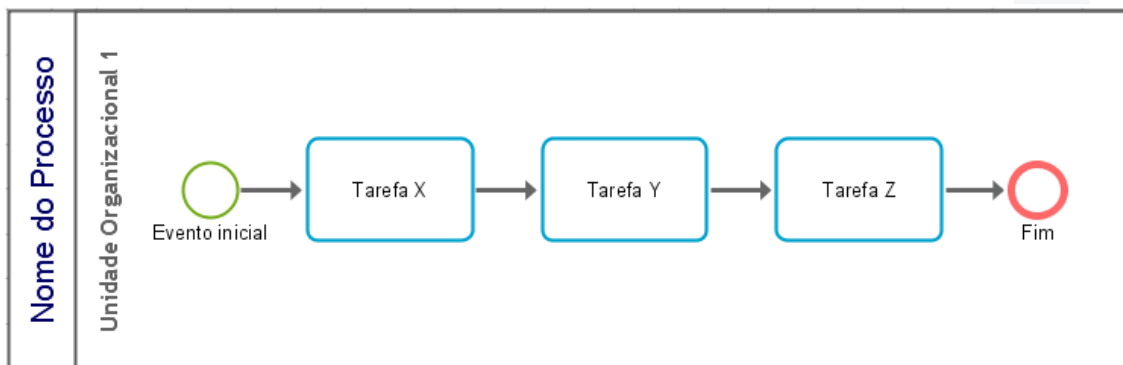 Nome do Processo
Unidade Organizacional 1
Evento inicial
Tarefa X
Tarefa Y
Tarefa Z
Fim